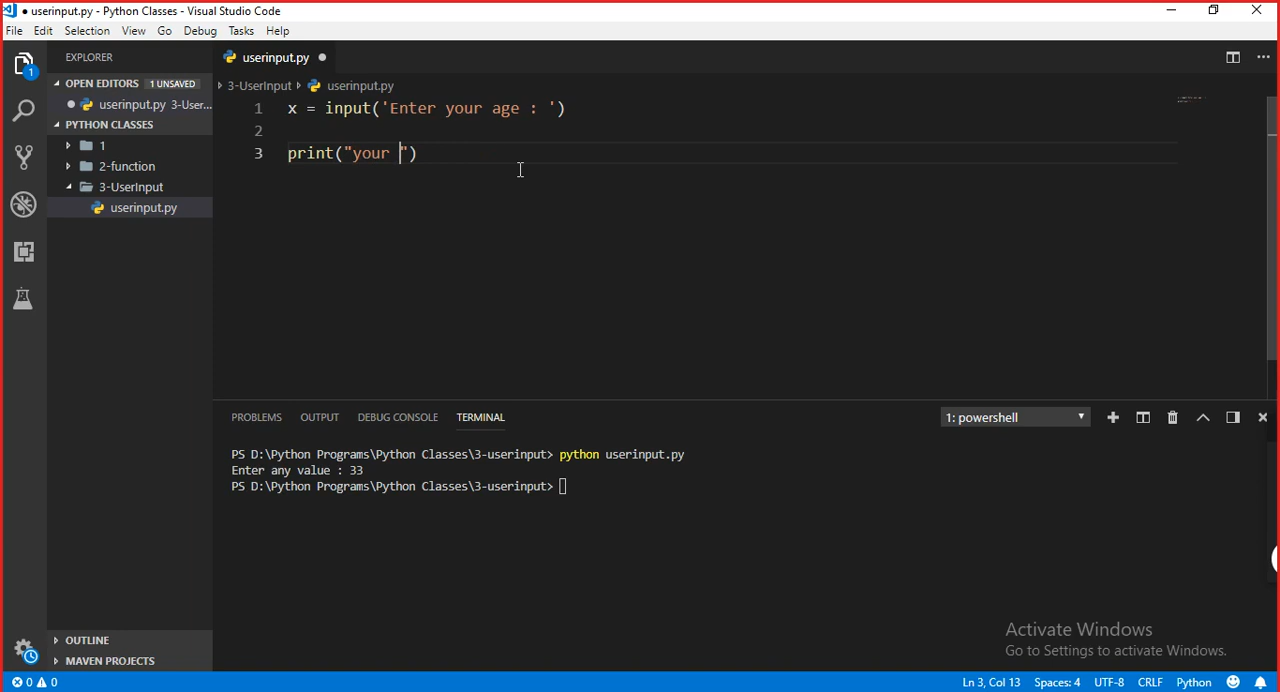 ● userinput.py - Python Classes - Visual Studio Code
File Edit Selection View Go Debug Tasks Help
EXPLORER
userinput.py ●
OPEN EDITORS 1 UNSAVED
● userinput.py 3-User...
3-UserInput userinput.py
PYTHON CLASSES
1
2-function
3-UserInput
userinput.py
1
1 x = input('Enter your age : ')
2
3 print("your ")
PROBLEMS OUTPUT DEBUG CONSOLE TERMINAL
1: powershell
PS D:\Python Programs\Python Classes\3-userinput> python userinput.py
Enter any value : 33
PS D:\Python Programs\Python Classes\3-userinput>
Activate Windows
Go to Settings to activate Windows.
OUTLINE
MAVEN PROJECTS
0 0
Ln 3, Col 13 Spaces: 4 UTF-8 CRLF Python